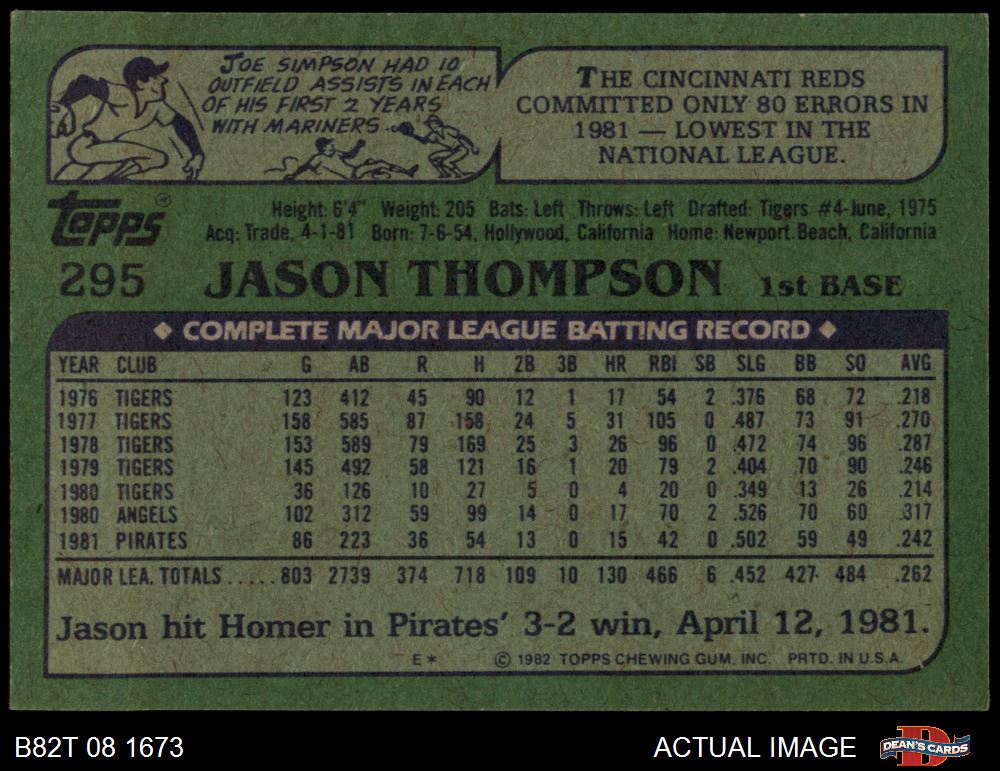 JOE SIMPSON HAD 10
OUTFIELD ASSISTS IN EACH
OF HIS FIRST 2 YEARS
WITH MARINERS.
THE CINCINNATI REDS
COMMITTED ONLY 80 ERRORS IN
1981 — LOWEST IN THE
NATIONAL LEAGUE.
Topps®
Height: 6'4" Weight: 205 Bats: Left Throws: Left Drafted: Tigers #4-June, 1975
Acq: Trade, 4-1-81 Born: 7-6-54, Hollywood, California Home: Newport Beach, California
295 JASON THOMPSON 1st BASE
◆ COMPLETE MAJOR LEAGUE BATTING RECORD ◆
YEAR CLUB G AB R H 2B 3B HR RBI SB SLG BB SO AVG
1976 TIGERS 123 412 45 90 12 1 17 54 2 .376 68 72 .218
1977 TIGERS 158 585 87 158 24 5 31 105 0 .487 73 91 .270
1978 TIGERS 153 589 79 169 25 3 26 96 0 .472 74 96 .287
1979 TIGERS 145 492 58 121 16 1 20 79 2 .404 70 90 .246
1980 TIGERS 36 126 10 27 5 0 4 20 0 .349 13 26 .214
1980 ANGELS 102 312 59 99 14 0 17 70 2 .526 70 60 .317
1981 PIRATES 86 223 36 54 13 0 15 42 0 .502 59 49 .242
MAJOR LEA. TOTALS ..... 803 2739 374 718 109 10 130 466 6 .452 427 484 .262
Jason hit Homer in Pirates' 3-2 win, April 12, 1981.
E* © 1982 TOPPS CHEWING GUM, INC. PRTD. IN U.S.A.
B82T 08 1673 ACTUAL IMAGE DEAN'S CARDS